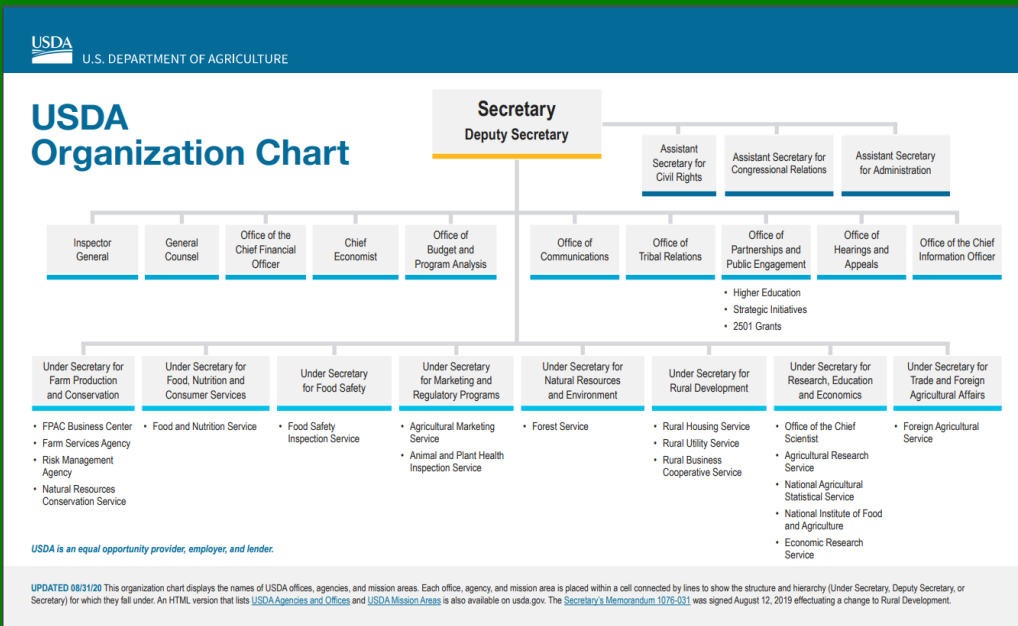 USDA
U.S. DEPARTMENT OF AGRICULTURE
USDA
Organization Chart
Secretary
Deputy Secretary
Assistant
Secretary for
Civil Rights
Assistant Secretary for
Congressional Relations
Assistant Secretary
for Administration
Inspector
General
General
Counsel
Office of the
Chief Financial
Officer
Chief
Economist
Office of
Budget and
Program Analysis
Office of
Communications
Office of
Tribal Relations
Office of
Partnerships and
Public Engagement
• Higher Education
• Strategic Initiatives
• 2501 Grants
Office of
Hearings and
Appeals
Office of the Chief
Information Officer
Under Secretary for
Farm Production
and Conservation
• FPAC Business Center
• Farm Services Agency
• Risk Management
Agency
• Natural Resources
Conservation Service
Under Secretary for
Food, Nutrition and
Consumer Services
• Food and Nutrition Service
Under Secretary
for Food Safety
• Food Safety
Inspection Service
Under Secretary
for Marketing and
Regulatory Programs
• Agricultural Marketing
Service
• Animal and Plant Health
Inspection Service
Under Secretary for
Natural Resources
and Environment
• Forest Service
Under Secretary for
Rural Development
• Rural Housing Service
• Rural Utility Service
• Rural Business
Cooperative Service
Under Secretary for
Research, Education
and Economics
• Office of the Chief
Scientist
• Agricultural Research
Service
• National Agricultural
Statistical Service
• National Institute of Food
and Agriculture
• Economic Research
Service
Under Secretary for
Trade and Foreign
Agricultural Affairs
• Foreign Agricultural
Service
USDA is an equal opportunity provider, employer, and lender.
UPDATED 08/31/20 This organization chart displays the names of USDA offices, agencies, and mission areas. Each office, agency, and mission area is placed within a cell connected by lines to show the structure and hierarchy (Under Secretary, Deputy Secretary, or
Secretary) for which they fall under. An HTML version that lists USDA Agencies and Offices and USDA Mission Areas is also available on usda.gov. The Secretary's Memorandum 1076-031 was signed August 12, 2019 effectuating a change to Rural Development.